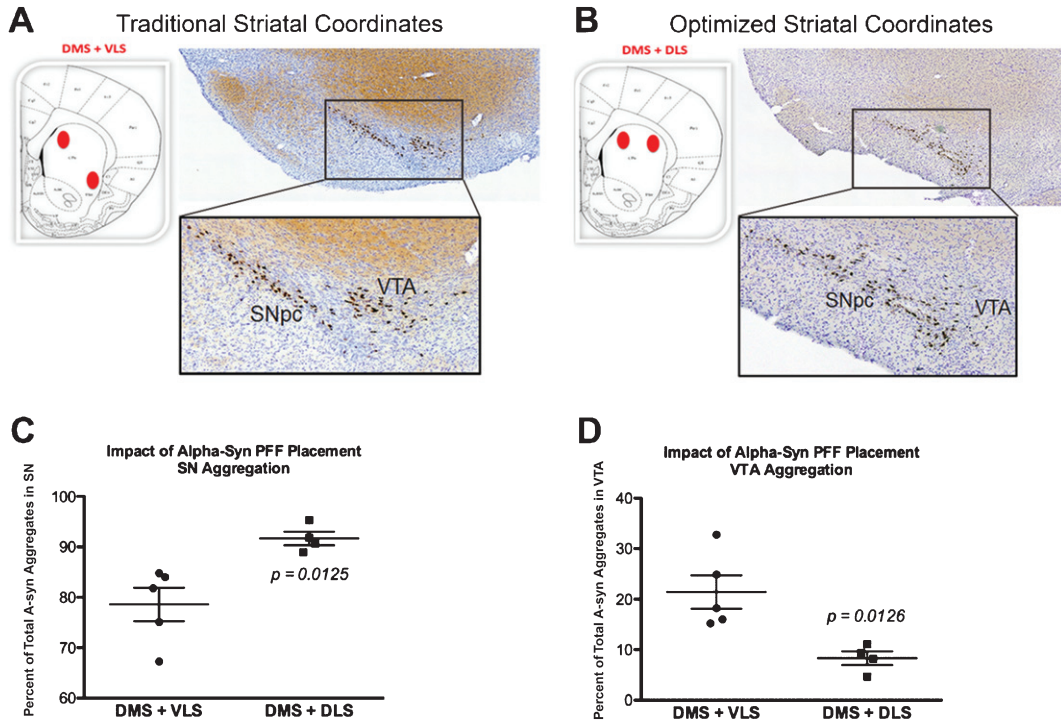 A
Traditional Striatal Coordinates
DMS + VLS
SNpc
VTA
B
Optimized Striatal Coordinates
DMS + DLS
SNpc
VTA
C
Impact of Alpha-Syn PFF Placement
SN Aggregation
Percent of Total A-syn Aggregates in SN
100
90
80
70
60
p = 0.0125
DMS + VLS
DMS + DLS
D
Impact of Alpha-Syn PFF Placement
VTA Aggregation
Percent of Total A-syn Aggregates in VTA
40
30
20
10
0
p = 0.0126
DMS + VLS
DMS + DLS